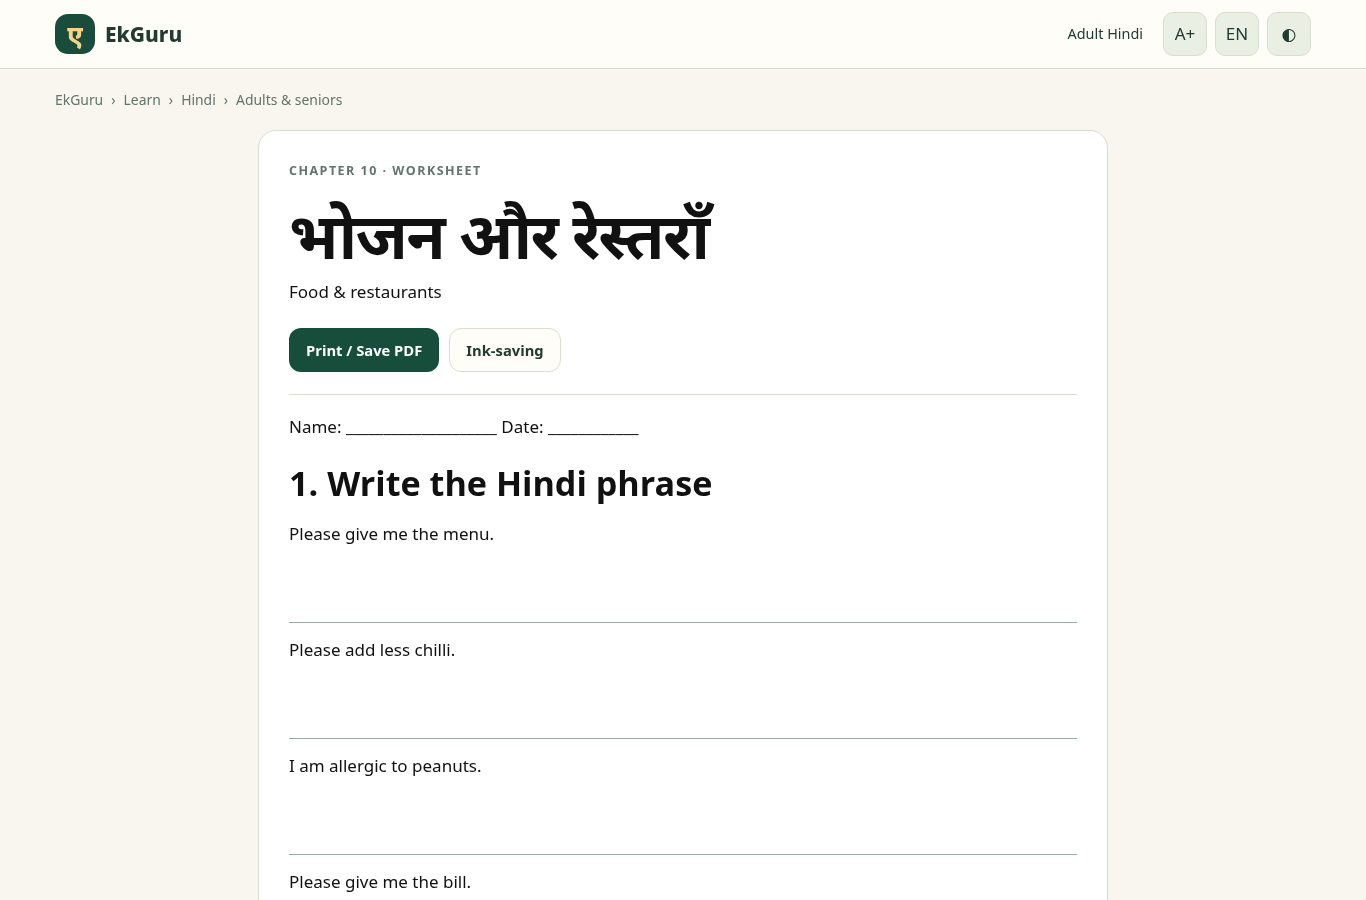 ए EkGuru
Adult Hindi A+ EN
EkGuru › Learn › Hindi › Adults & seniors
CHAPTER 10 · WORKSHEET
भोजन और रेस्तराँ
Food & restaurants
Print / Save PDF Ink-saving
Name: ____________________ Date: ____________
1. Write the Hindi phrase
Please give me the menu.
Please add less chilli.
I am allergic to peanuts.
Please give me the bill.